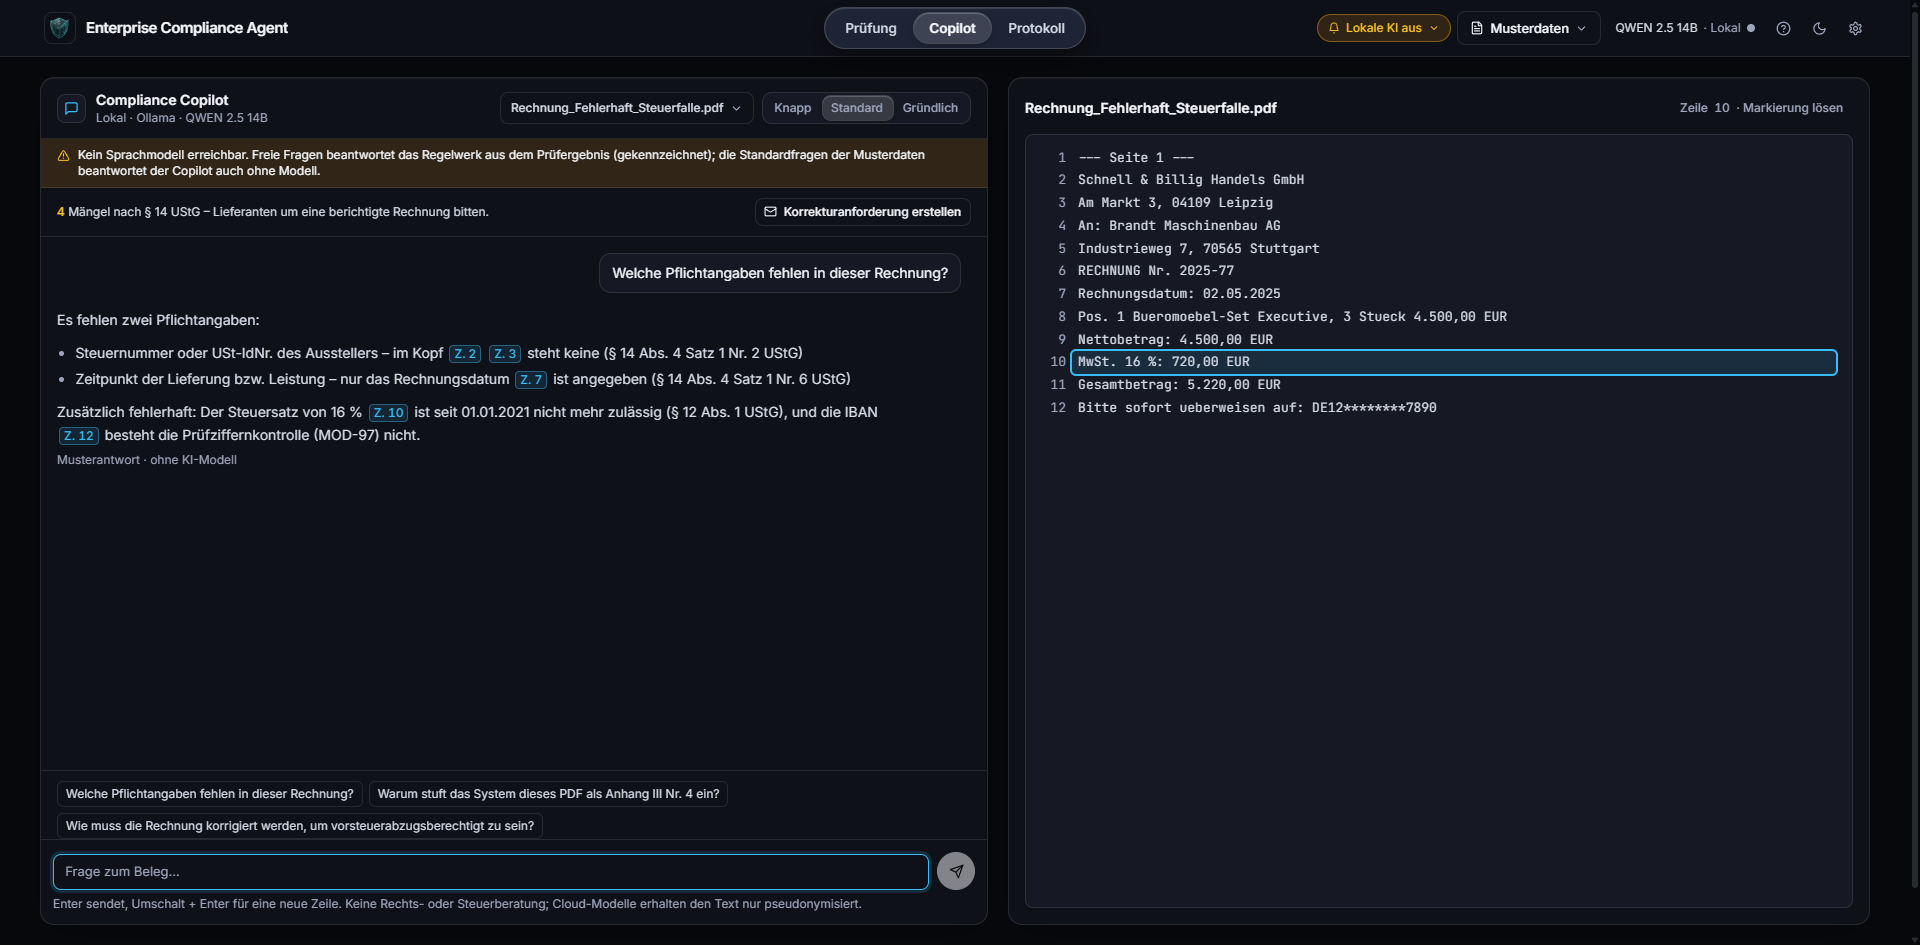 Enterprise Compliance Agent
Prüfung
Copilot
Protokoll
Lokale KI aus
Musterdaten
QWEN 2.5 14B · Lokal
Compliance Copilot
Lokal · Ollama · QWEN 2.5 14B
Rechnung_Fehlerhaft_Steuerfalle.pdf
Knapp
Standard
Gründlich
Kein Sprachmodell erreichbar. Freie Fragen beantwortet das Regelwerk aus dem Prüfergebnis (gekennzeichnet); die Standardfragen der Musterdaten
beantwortet der Copilot auch ohne Modell.
4 Mängel nach § 14 UStG – Lieferanten um eine berichtigte Rechnung bitten.
Korrekturanforderung erstellen
Welche Pflichtangaben fehlen in dieser Rechnung?
Es fehlen zwei Pflichtangaben:
• Steuernummer oder USt-IdNr. des Ausstellers – im Kopf Z. 2 Z. 3 steht keine (§ 14 Abs. 4 Satz 1 Nr. 2 UStG)
• Zeitpunkt der Lieferung bzw. Leistung – nur das Rechnungsdatum Z. 7 ist angegeben (§ 14 Abs. 4 Satz 1 Nr. 6 UStG)
Zusätzlich fehlerhaft: Der Steuersatz von 16 % Z. 10 ist seit 01.01.2021 nicht mehr zulässig (§ 12 Abs. 1 UStG), und die IBAN
Z. 12 besteht die Prüfziffernkontrolle (MOD-97) nicht.
Musterantwort · ohne KI-Modell
Welche Pflichtangaben fehlen in dieser Rechnung?
Warum stuft das System dieses PDF als Anhang III Nr. 4 ein?
Wie muss die Rechnung korrigiert werden, um vorsteuerabzugsberechtigt zu sein?
Frage zum Beleg...
Enter sendet, Umschalt + Enter für eine neue Zeile. Keine Rechts- oder Steuerberatung; Cloud-Modelle erhalten den Text nur pseudonymisiert.
Rechnung_Fehlerhaft_Steuerfalle.pdf
Zeile 10 · Markierung lösen
1 --- Seite 1 ---
2 Schnell & Billig Handels GmbH
3 Am Markt 3, 04109 Leipzig
4 An: Brandt Maschinenbau AG
5 Industrieweg 7, 70565 Stuttgart
6 RECHNUNG Nr. 2025-77
7 Rechnungsdatum: 02.05.2025
8 Pos. 1 Bueromoebel-Set Executive, 3 Stueck 4.500,00 EUR
9 Nettobetrag: 4.500,00 EUR
10 MwSt. 16 %: 720,00 EUR
11 Gesamtbetrag: 5.220,00 EUR
12 Bitte sofort ueberweisen auf: DE12********7890